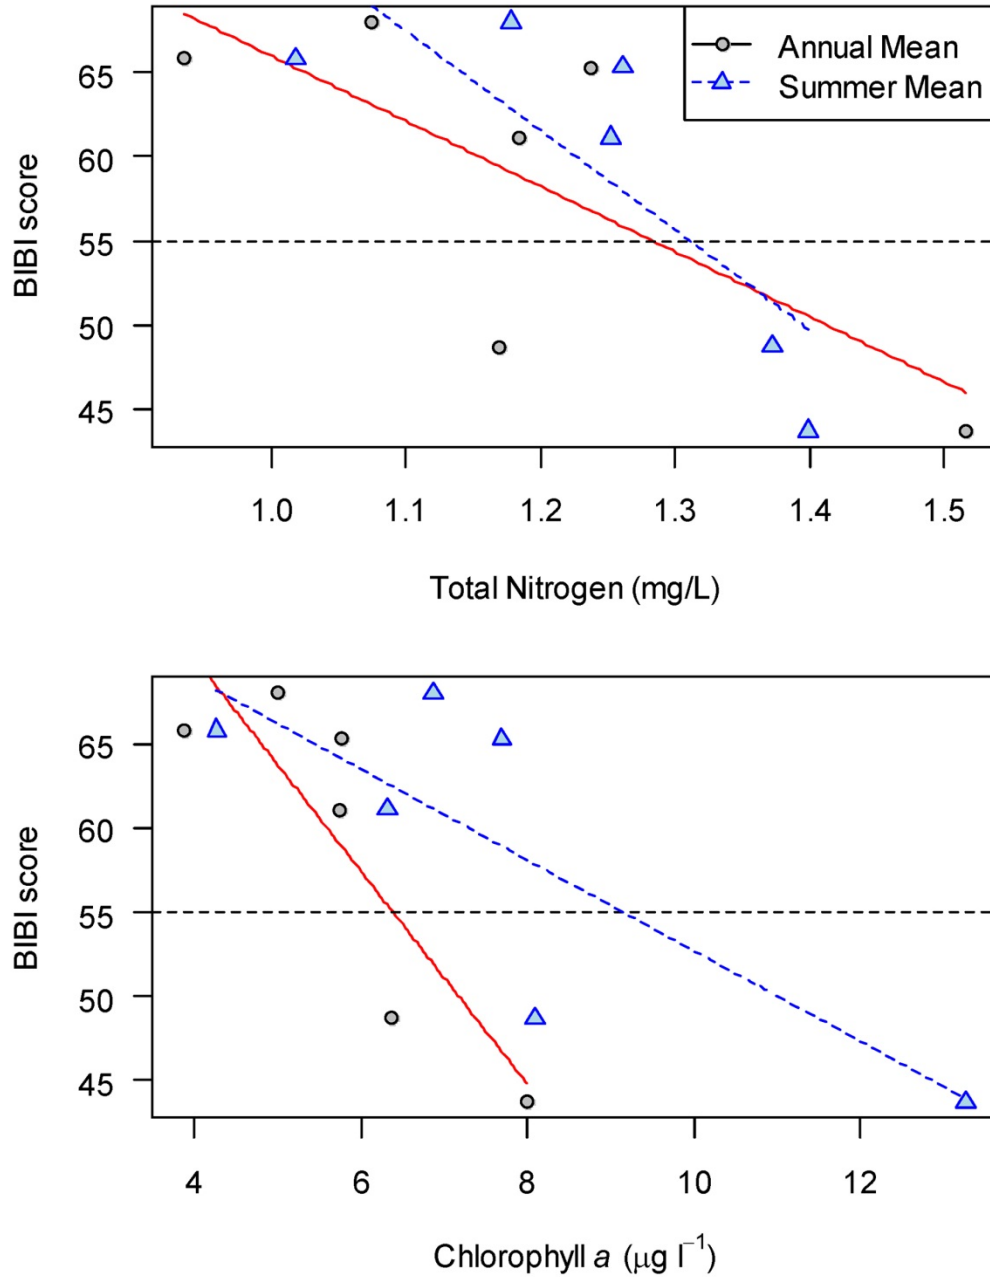 Annual Mean
Summer Mean
BIBI score
65
60
55
50
45
1.0 1.1 1.2 1.3 1.4 1.5
Total Nitrogen (mg/L)
BIBI score
65
60
55
50
45
4 6 8 10 12
Chlorophyll a (μg l⁻¹)